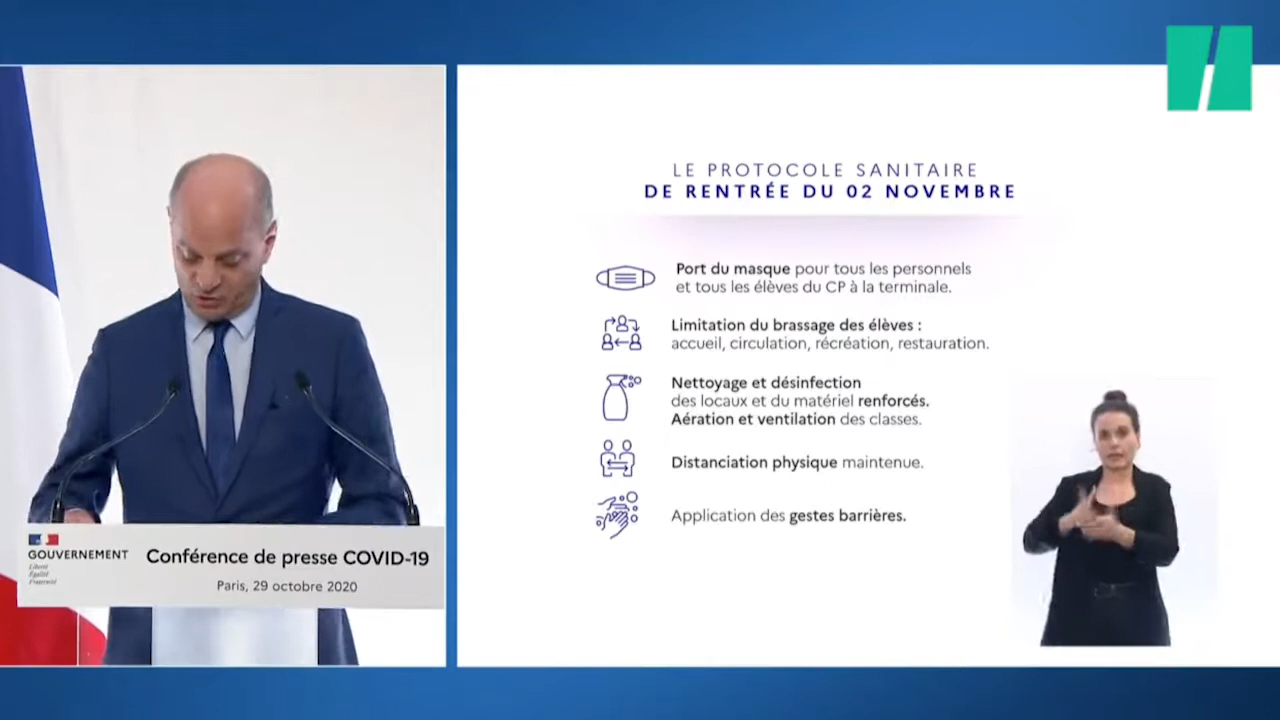 LE PROTOCOLE SANITAIRE
DE RENTRÉE DU 02 NOVEMBRE
Port du masque pour tous les personnels
et tous les élèves du CP à la terminale.
Limitation du brassage des élèves :
accueil, circulation, récréation, restauration.
Nettoyage et désinfection
des locaux et du matériel renforcés.
Aération et ventilation des classes.
Distanciation physique maintenue.
Application des gestes barrières.
GOUVERNEMENT
Liberté
Égalité
Fraternité
Conférence de presse COVID-19
Paris, 29 octobre 2020